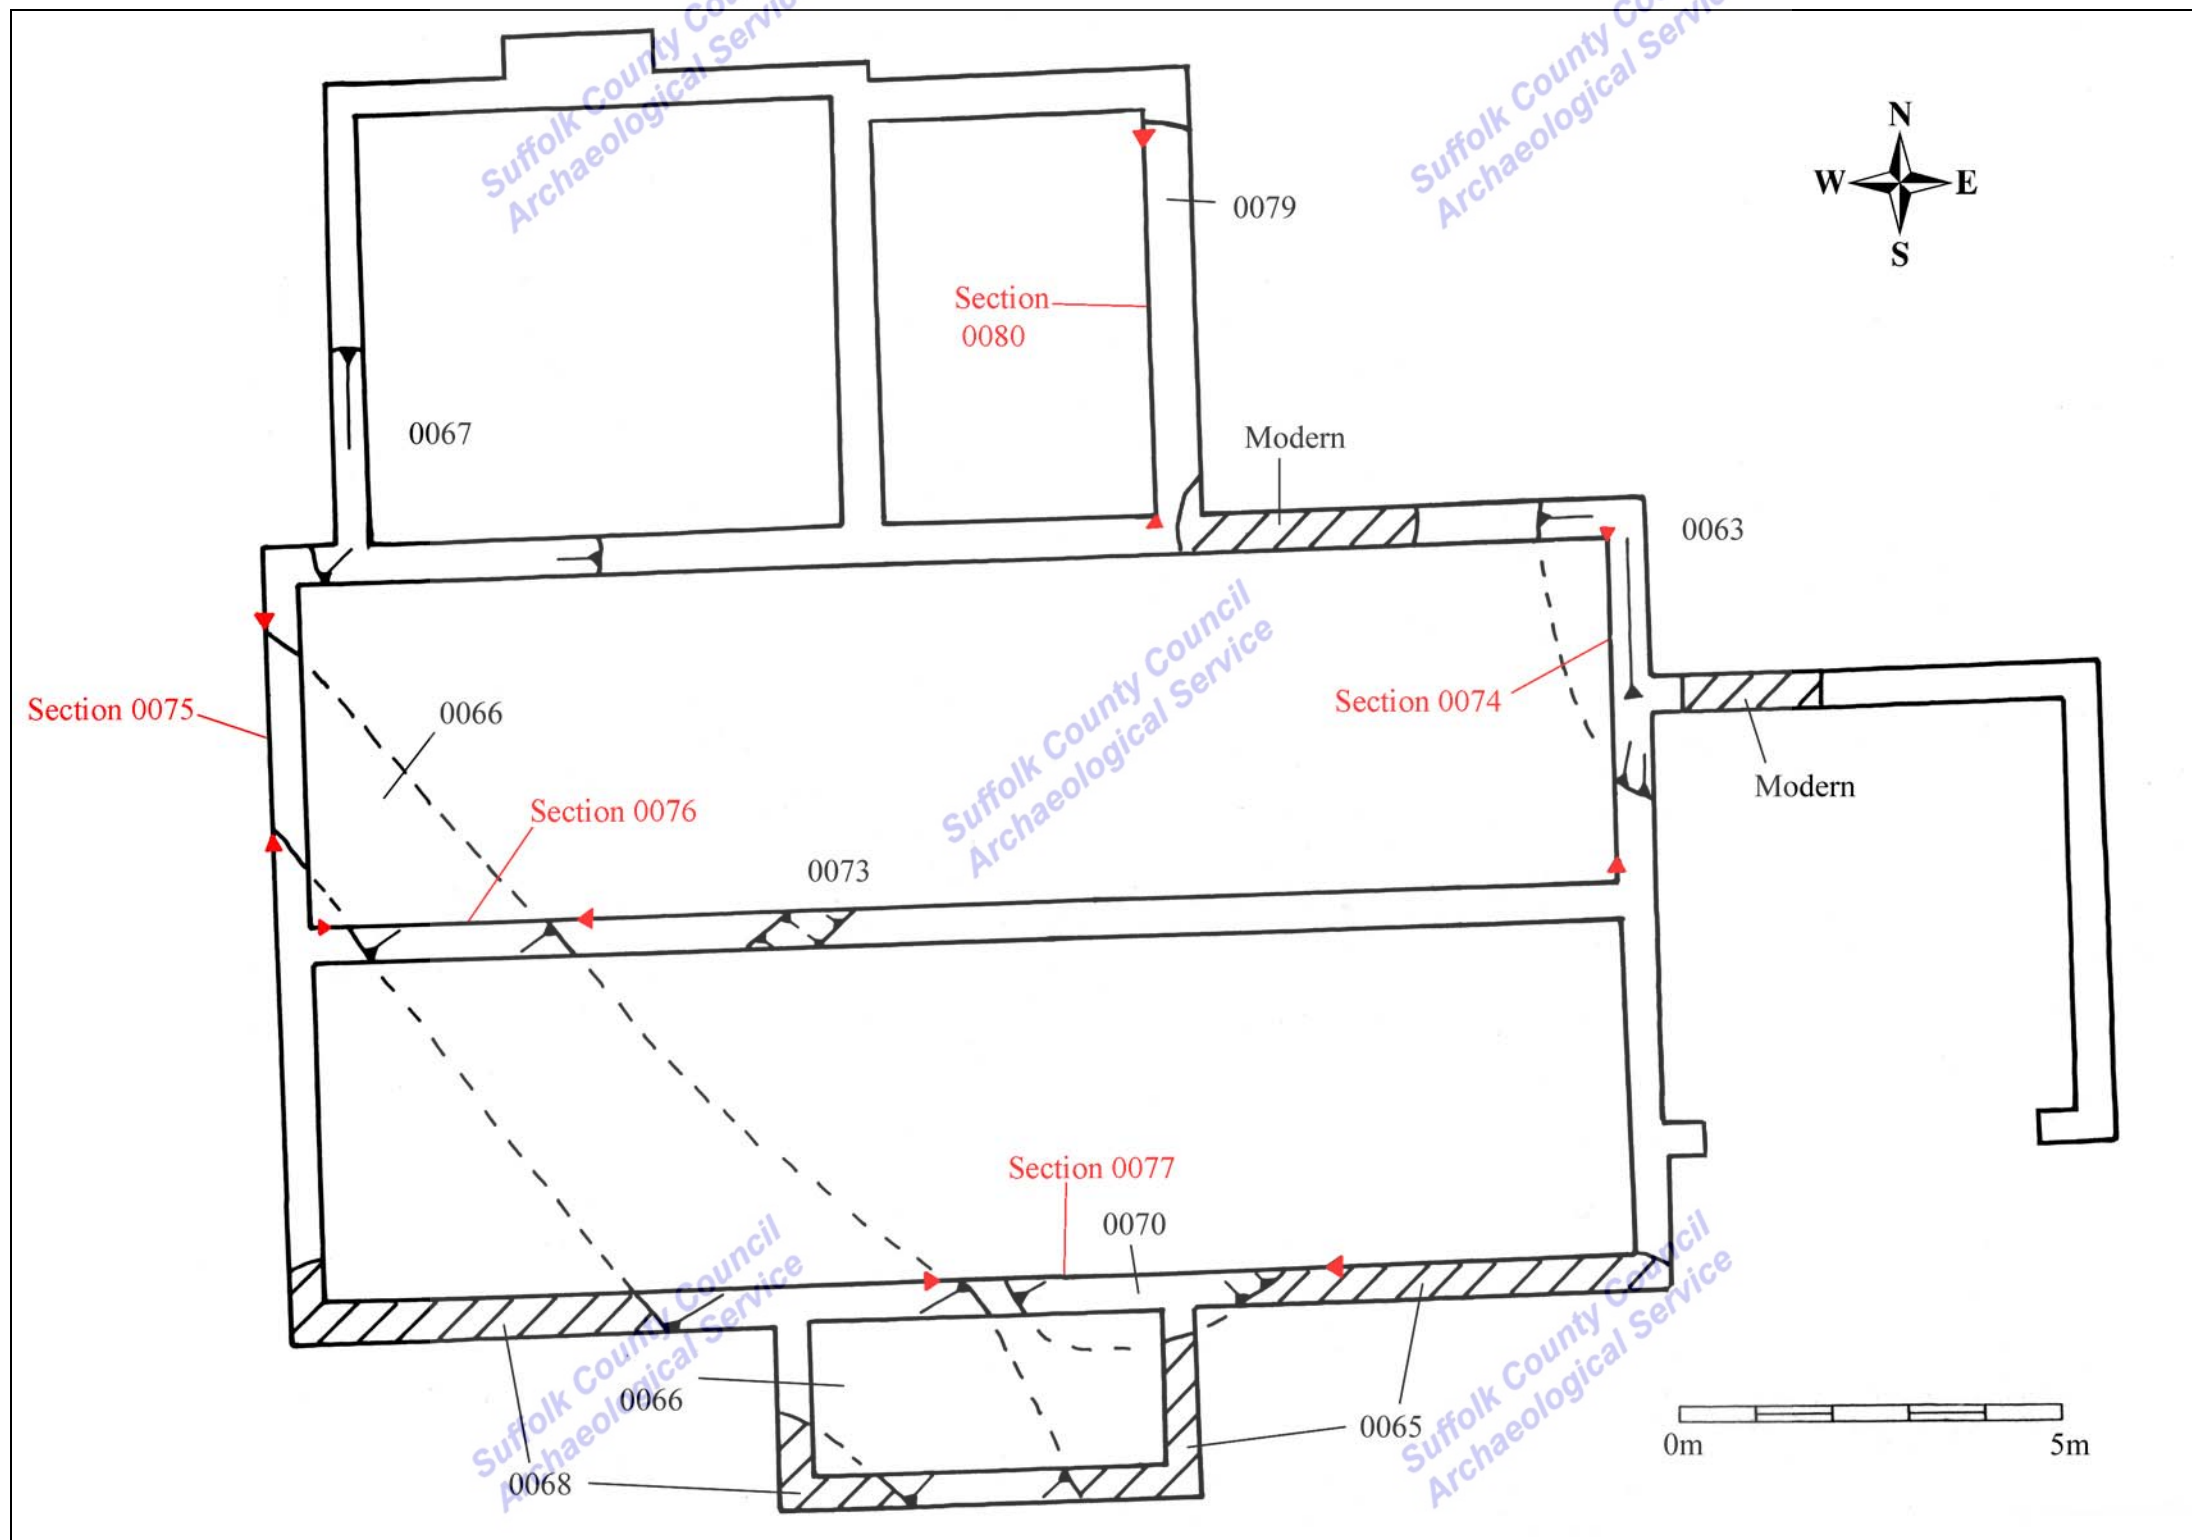 Suffolk County Council
Archaeological Service
Suffolk County Council
Archaeological Service
N
W E
S
0079
Section
0080
0067
Modern
0063
Section 0075
0066
Section 0074
Suffolk County Council
Archaeological Service
Modern
Section 0076
0073
Section 0077
0070
Suffolk County Council
Archaeological Service
Suffolk County Council
Archaeological Service
0066
0065
0m 5m
0068